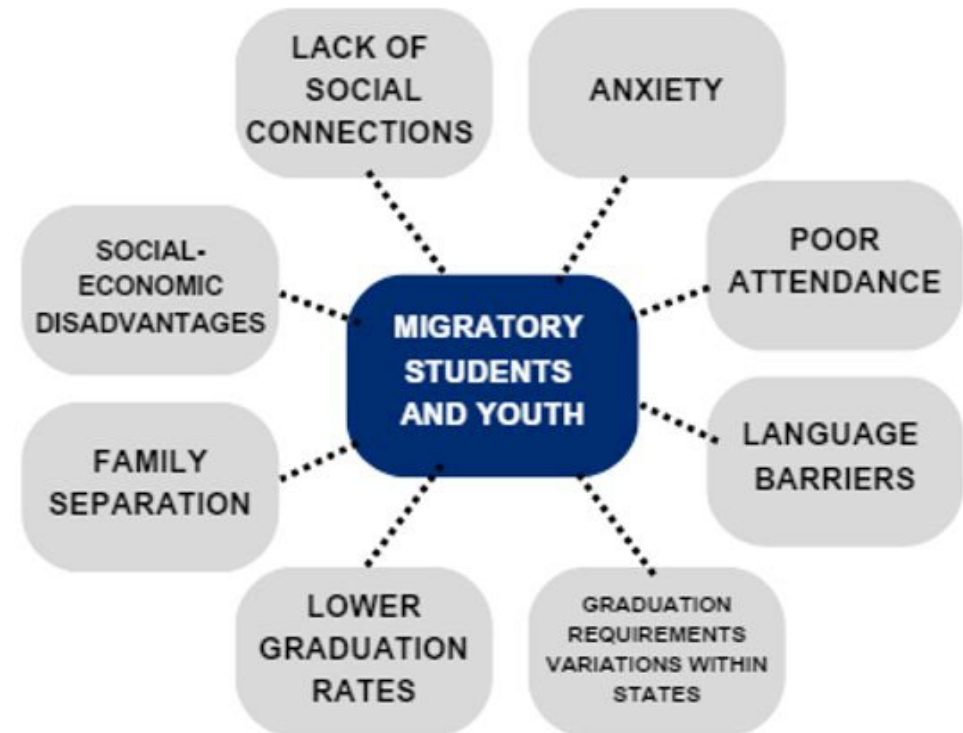 LACK OF
SOCIAL
CONNECTIONS
ANXIETY
SOCIAL-
ECONOMIC
DISADVANTAGES
POOR
ATTENDANCE
MIGRATORY
STUDENTS
AND YOUTH
FAMILY
SEPARATION
LANGUAGE
BARRIERS
LOWER
GRADUATION
RATES
GRADUATION
REQUIREMENTS
VARIATIONS WITHIN
STATES